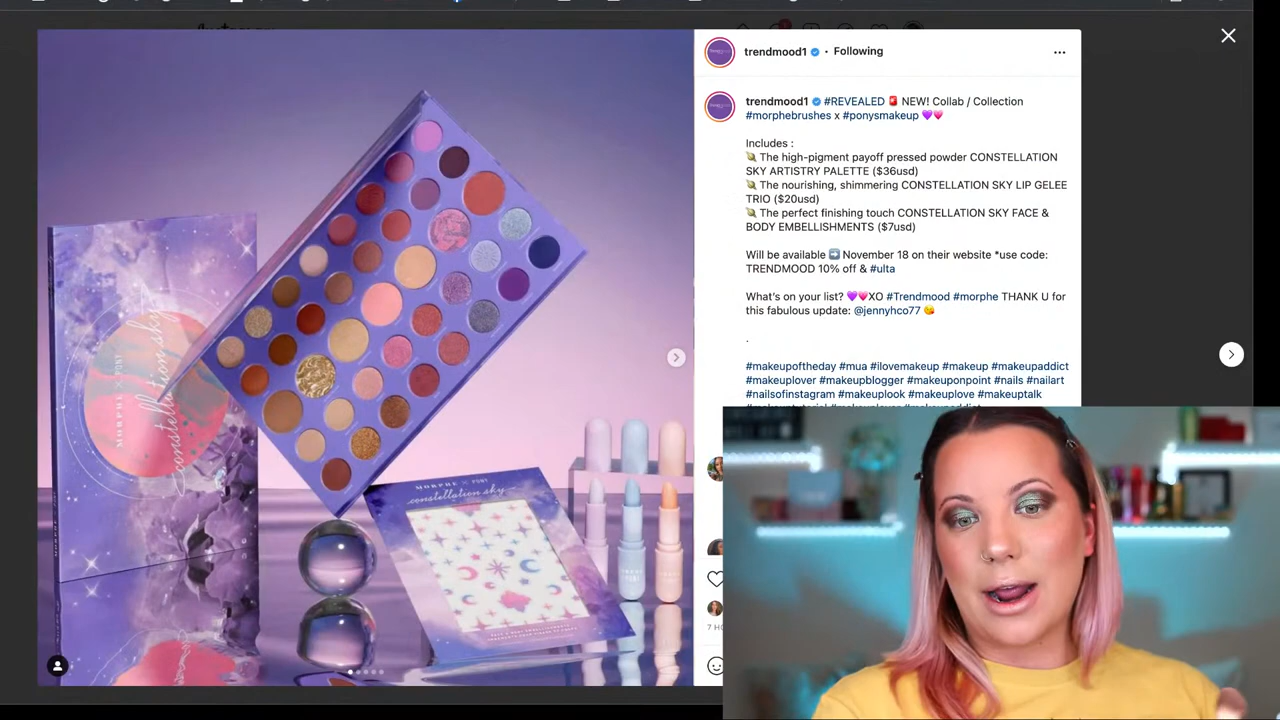 trendmood1 • Following
trendmood1 #REVEALED 🚨 NEW! Collab / Collection
#morphebrushes x #ponysmakeup 💜💗
Includes :
🪐 The high-pigment payoff pressed powder CONSTELLATION
SKY ARTISTRY PALETTE ($36usd)
🪐 The nourishing, shimmering CONSTELLATION SKY LIP GELEE
TRIO ($20usd)
🪐 The perfect finishing touch CONSTELLATION SKY FACE &
BODY EMBELLISHMENTS ($7usd)
Will be available ➡️ November 18 on their website *use code:
TRENDMOOD 10% off & #ulta
What's on your list? 💜💗XO #Trendmood #morphe THANK U for
this fabulous update: @jennyhco77 😘
.
#makeupoftheday #mua #ilovemakeup #makeup #makeupaddict
#makeuplover #makeupblogger #makeuponpoint #nails #nailart
#nailsofinstagram #makeuplook #makeuplove #makeuptalk
MORPHE X PONY
constellation sky
MORPHE X PONY
constellation sky